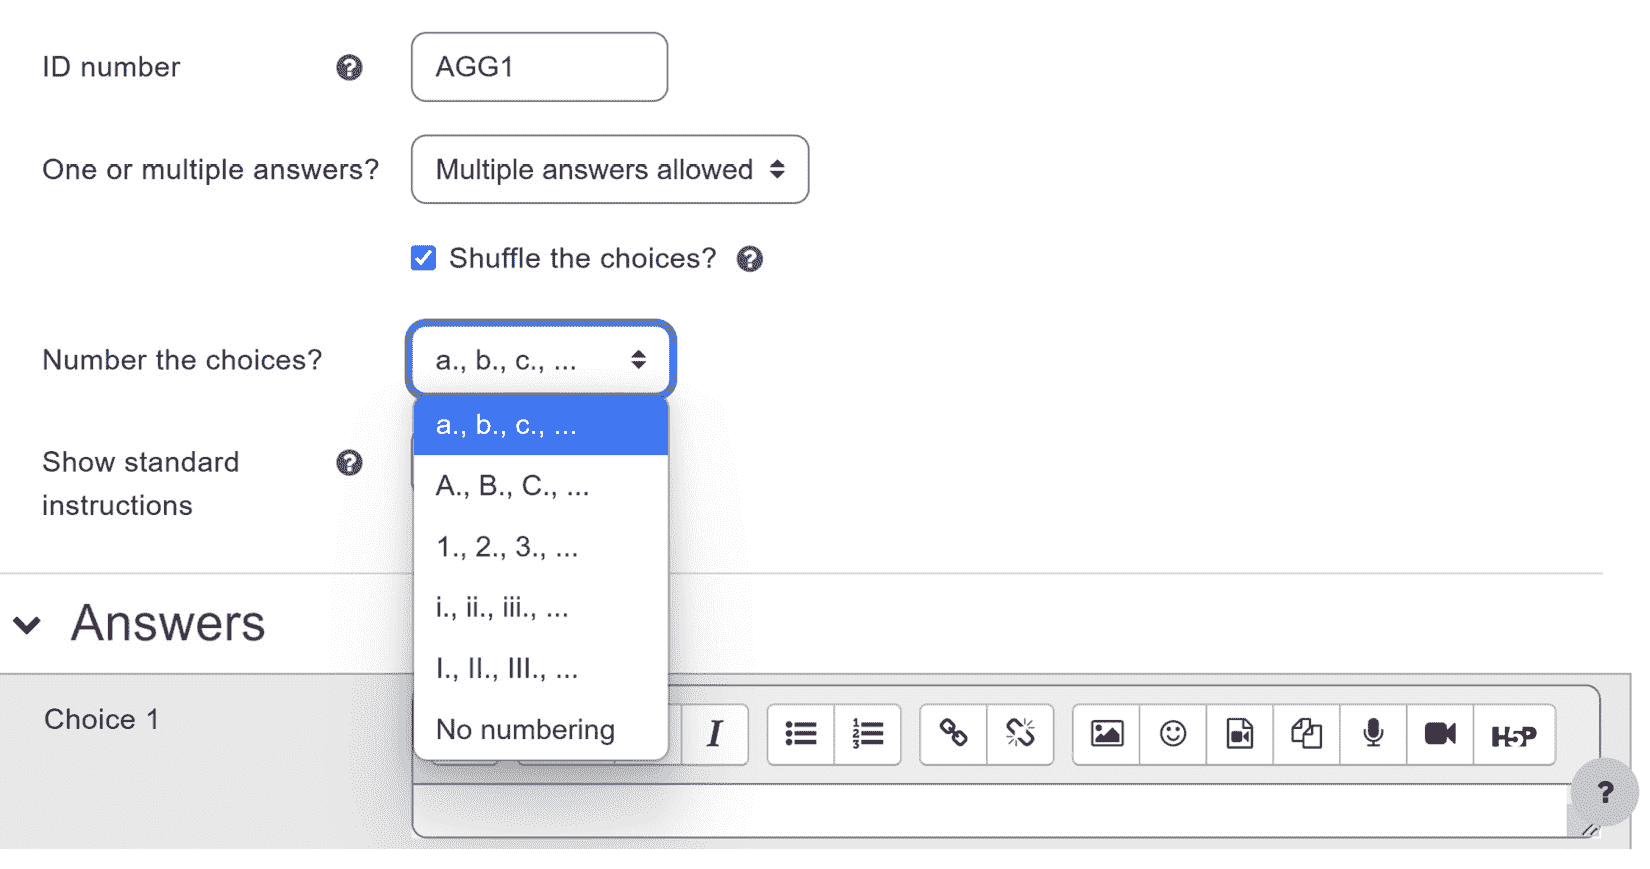 ID number
AGG1
One or multiple answers?
Multiple answers allowed
Shuffle the choices?
Number the choices?
a., b., c., ...
a., b., c., ...
A., B., C., ...
1., 2., 3., ...
i., ii., iii., ...
I., II., III., ...
No numbering
Show standard
instructions
Answers
Choice 1
I
H5P
?